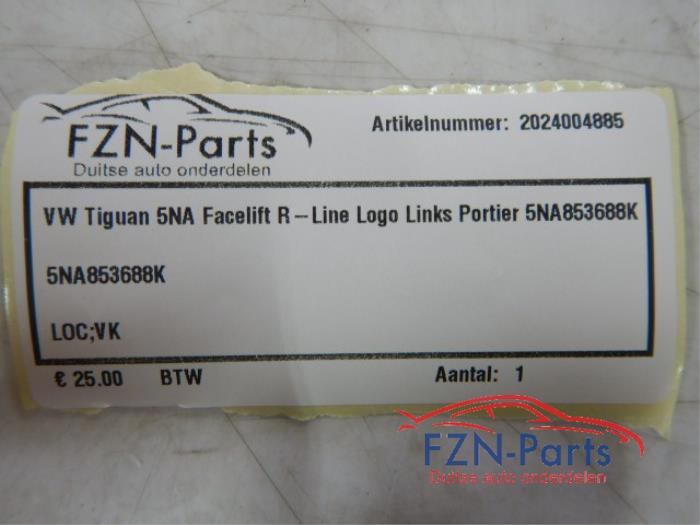 FZN-Parts
Duitse auto onderdelen
Artikelnummer: 2024004885
VW Tiguan 5NA Facelift R-Line Logo Links Portier 5NA853688K
5NA853688K
LOC;VK
€ 25.00 BTW Aantal: 1
FZN-Parts
Duitse auto onderdelen